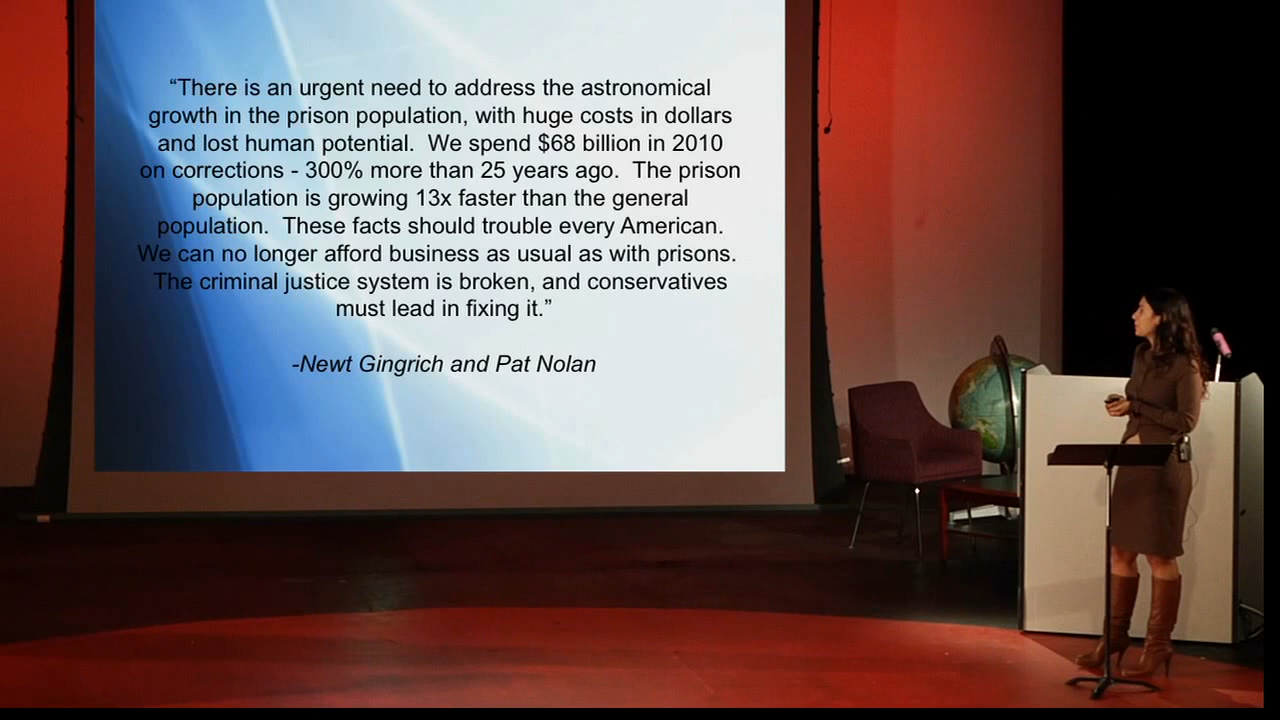 “There is an urgent need to address the astronomical
growth in the prison population, with huge costs in dollars
and lost human potential.  We spend $68 billion in 2010
on corrections - 300% more than 25 years ago.  The prison
population is growing 13x faster than the general
population.  These facts should trouble every American.
We can no longer afford business as usual as with prisons.
The criminal justice system is broken, and conservatives
must lead in fixing it.”
-Newt Gingrich and Pat Nolan